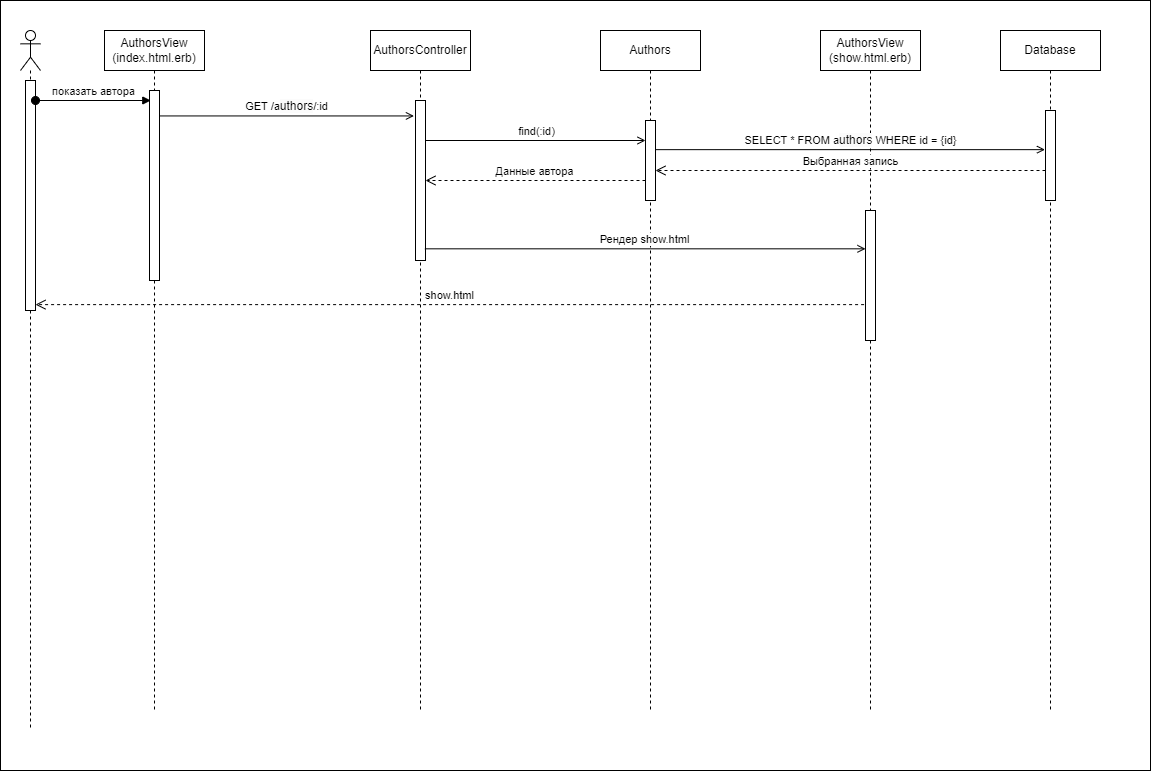 AuthorsView
(index.html.erb)
AuthorsController
Authors
AuthorsView
(show.html.erb)
Database
показать автора
GET /authors/:id
find(:id)
SELECT * FROM authors WHERE id = {id}
Выбранная запись
Данные автора
Рендер show.html
show.html